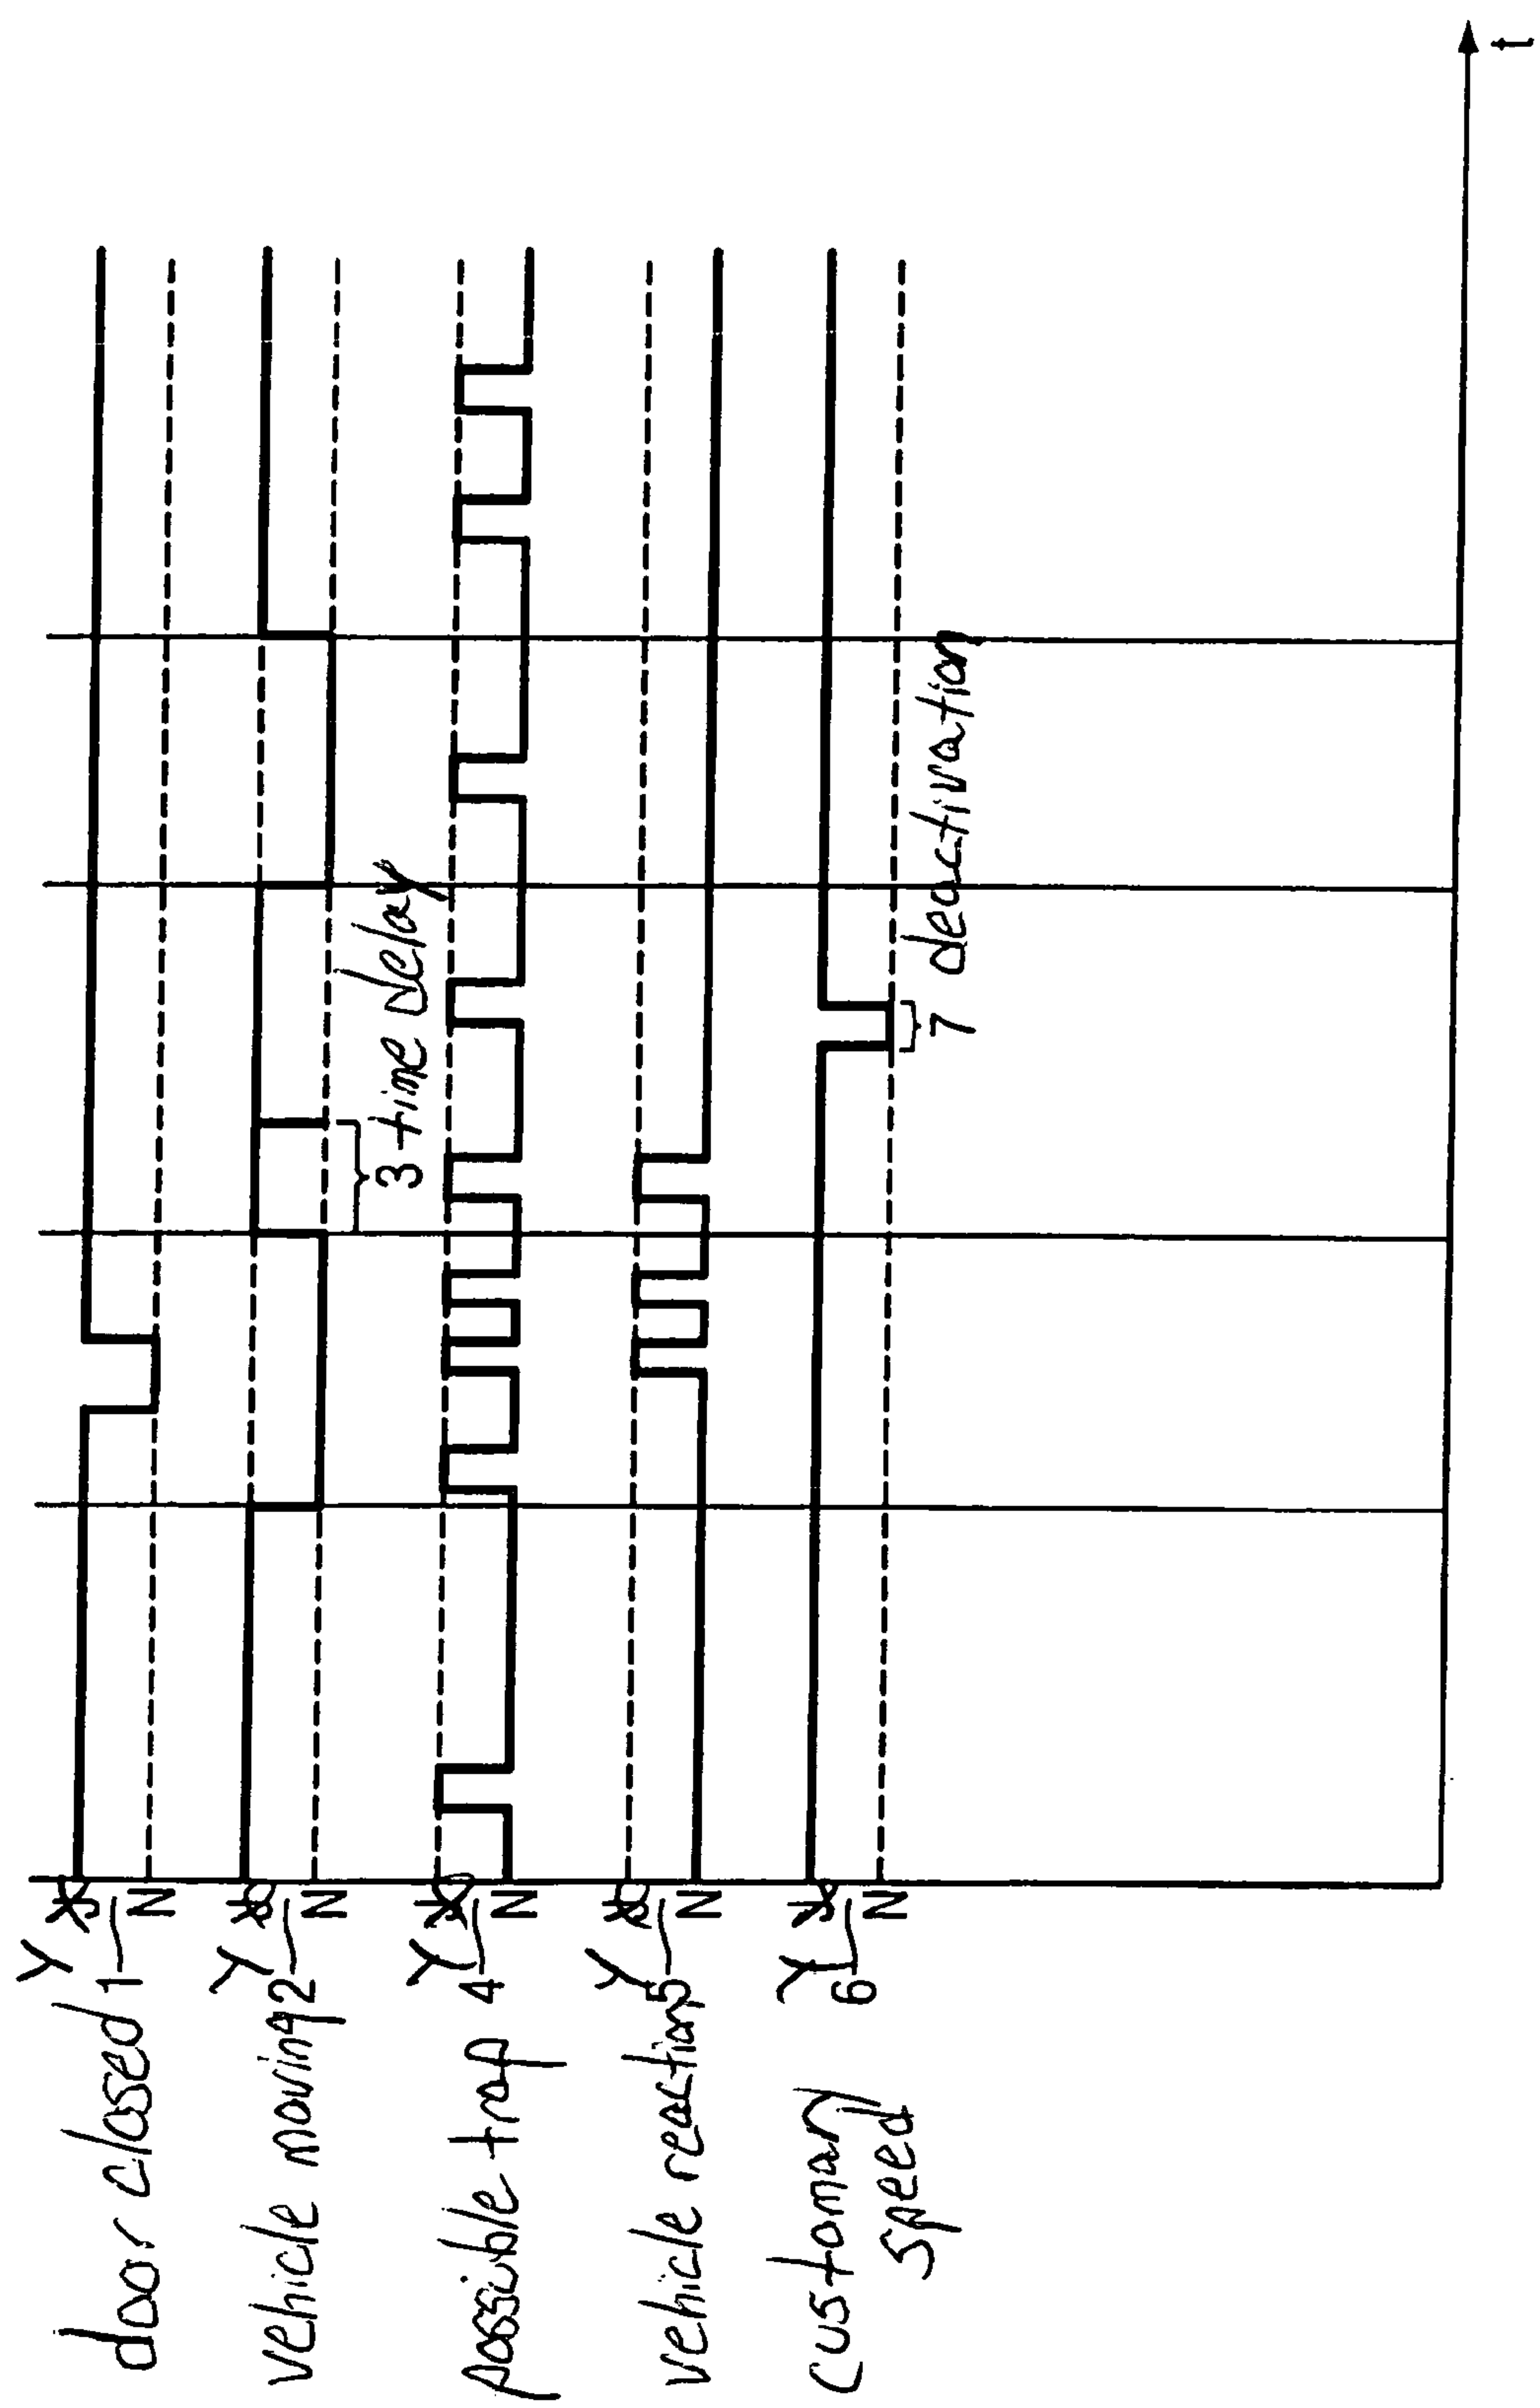 door closed 1 Y J N
vehicle moving 2 Y J N
3 time delay
possible trap 4 Y J N
vehicle reaction 5 Y J N
customary speed 6 Y J N
7 deactivation
t